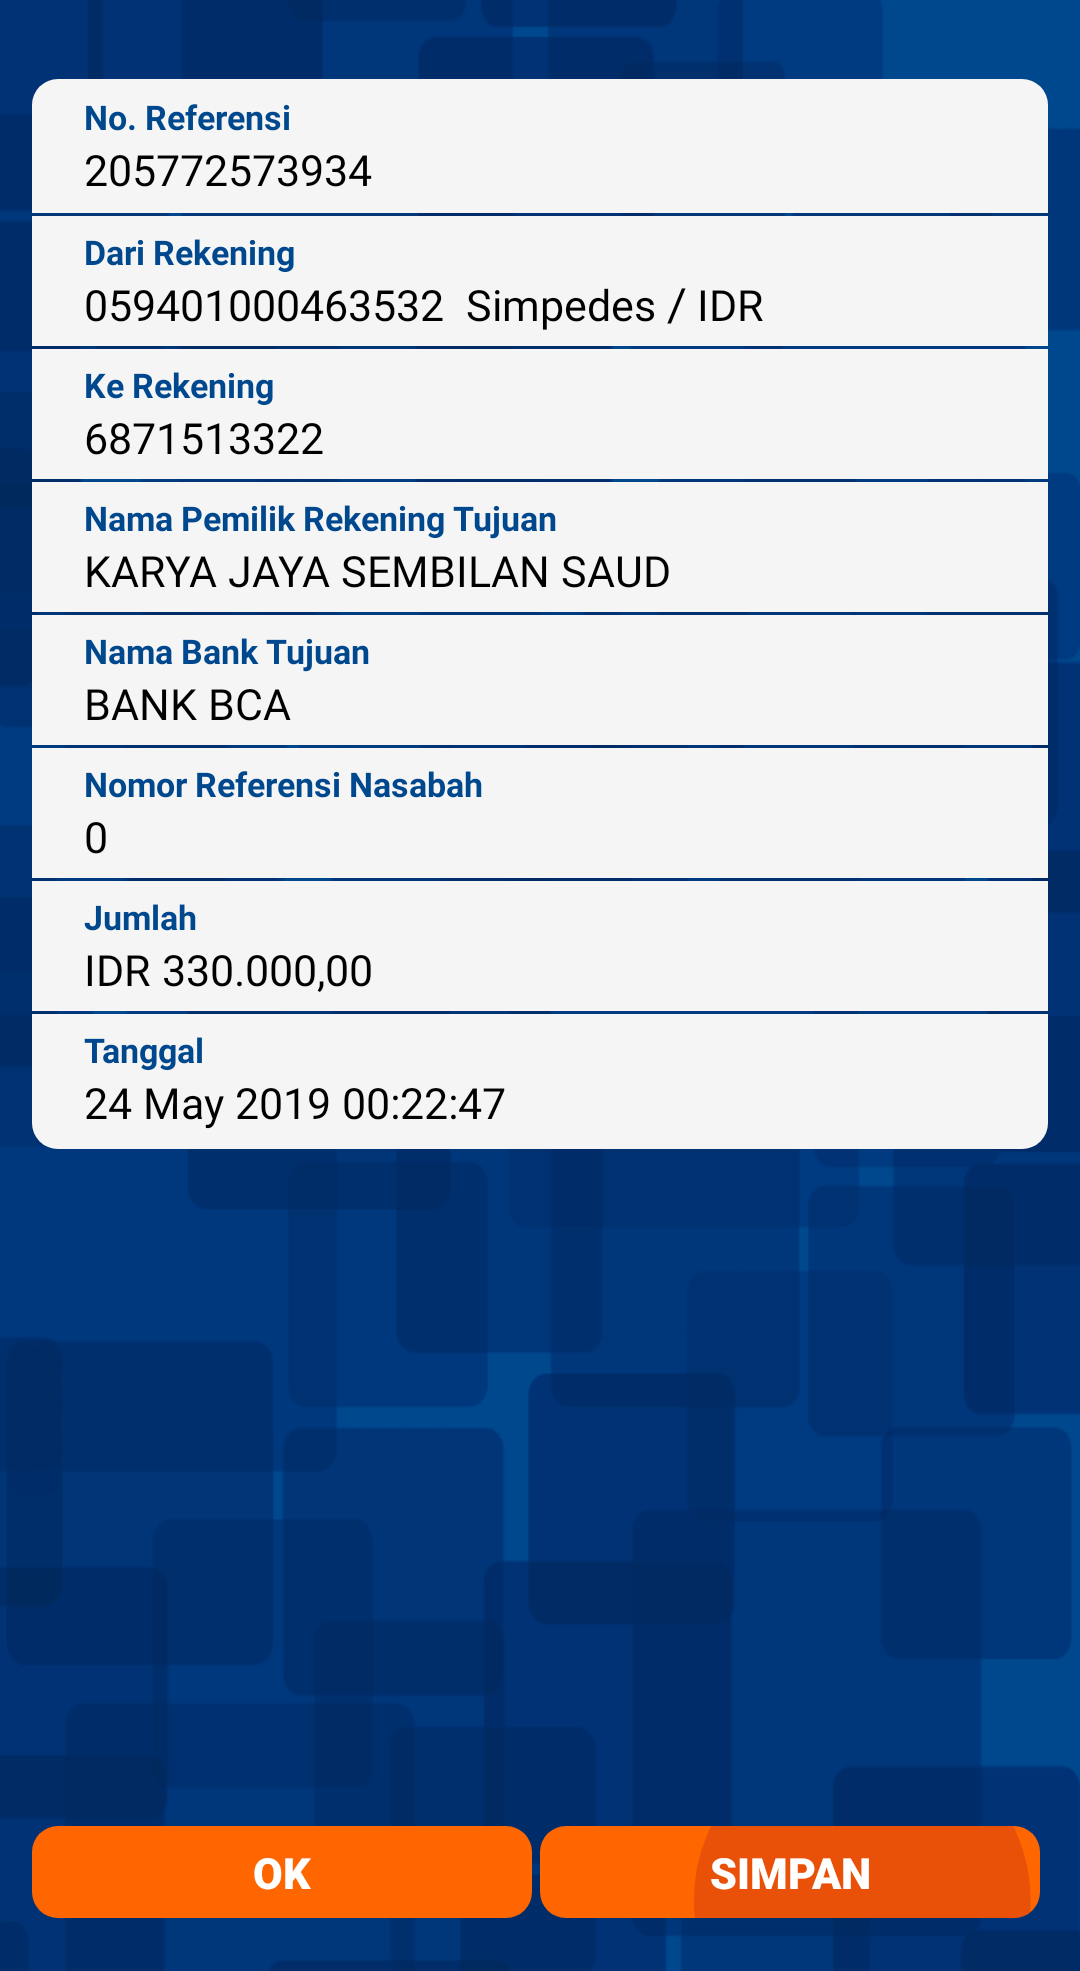 No. Referensi
205772573934
Dari Rekening
059401000463532  Simpedes / IDR
Ke Rekening
6871513322
Nama Pemilik Rekening Tujuan
KARYA JAYA SEMBILAN SAUD
Nama Bank Tujuan
BANK BCA
Nomor Referensi Nasabah
0
Jumlah
IDR 330.000,00
Tanggal
24 May 2019 00:22:47
OK
SIMPAN